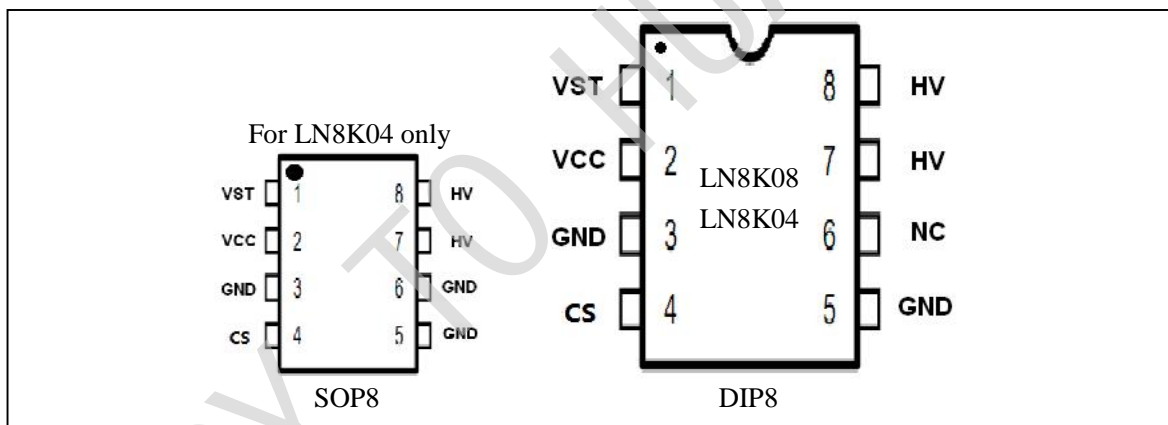 For LN8K04 only
VST 1 8 HV
VCC 2 7 HV
GND 3 6 GND
CS 4 5 GND
SOP8
VST 1 8 HV
VCC 2 7 HV
LN8K08
LN8K04
GND 3 6 NC
CS 4 5 GND
DIP8
TO